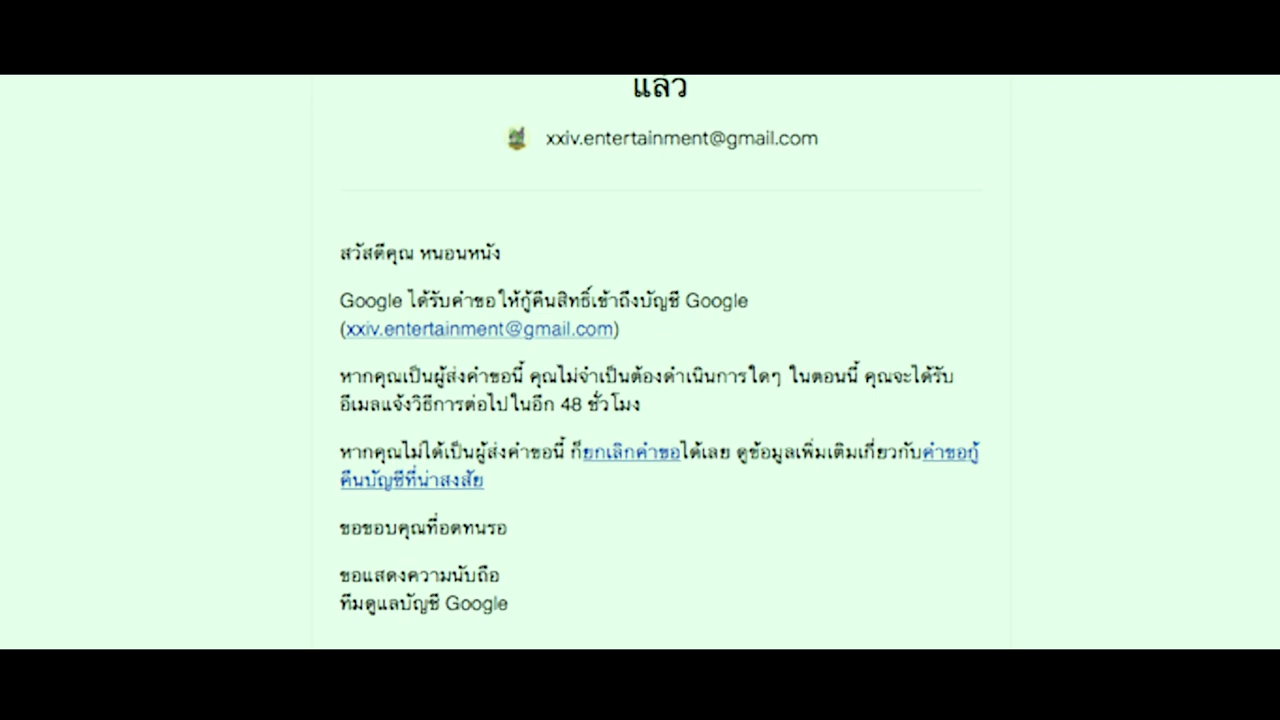 แล้ว
xxiv.entertainment@gmail.com
สวัสดีคุณ หนอนหนัง
Google ได้รับคำขอให้กู้คืนสิทธิ์เข้าถึงบัญชี Google
(xxiv.entertainment@gmail.com)
หากคุณเป็นผู้ส่งคำขอนี้ คุณไม่จำเป็นต้องดำเนินการใดๆ ในตอนนี้ คุณจะได้รับ
อีเมลแจ้งวิธีการต่อไปในอีก 48 ชั่วโมง
หากคุณไม่ได้เป็นผู้ส่งคำขอนี้ ก็ยกเลิกคำขอได้เลย ดูข้อมูลเพิ่มเติมเกี่ยวกับคำขอกู้
คืนบัญชีที่น่าสงสัย
ขอขอบคุณที่อดทนรอ
ขอแสดงความนับถือ
ทีมดูแลบัญชี Google